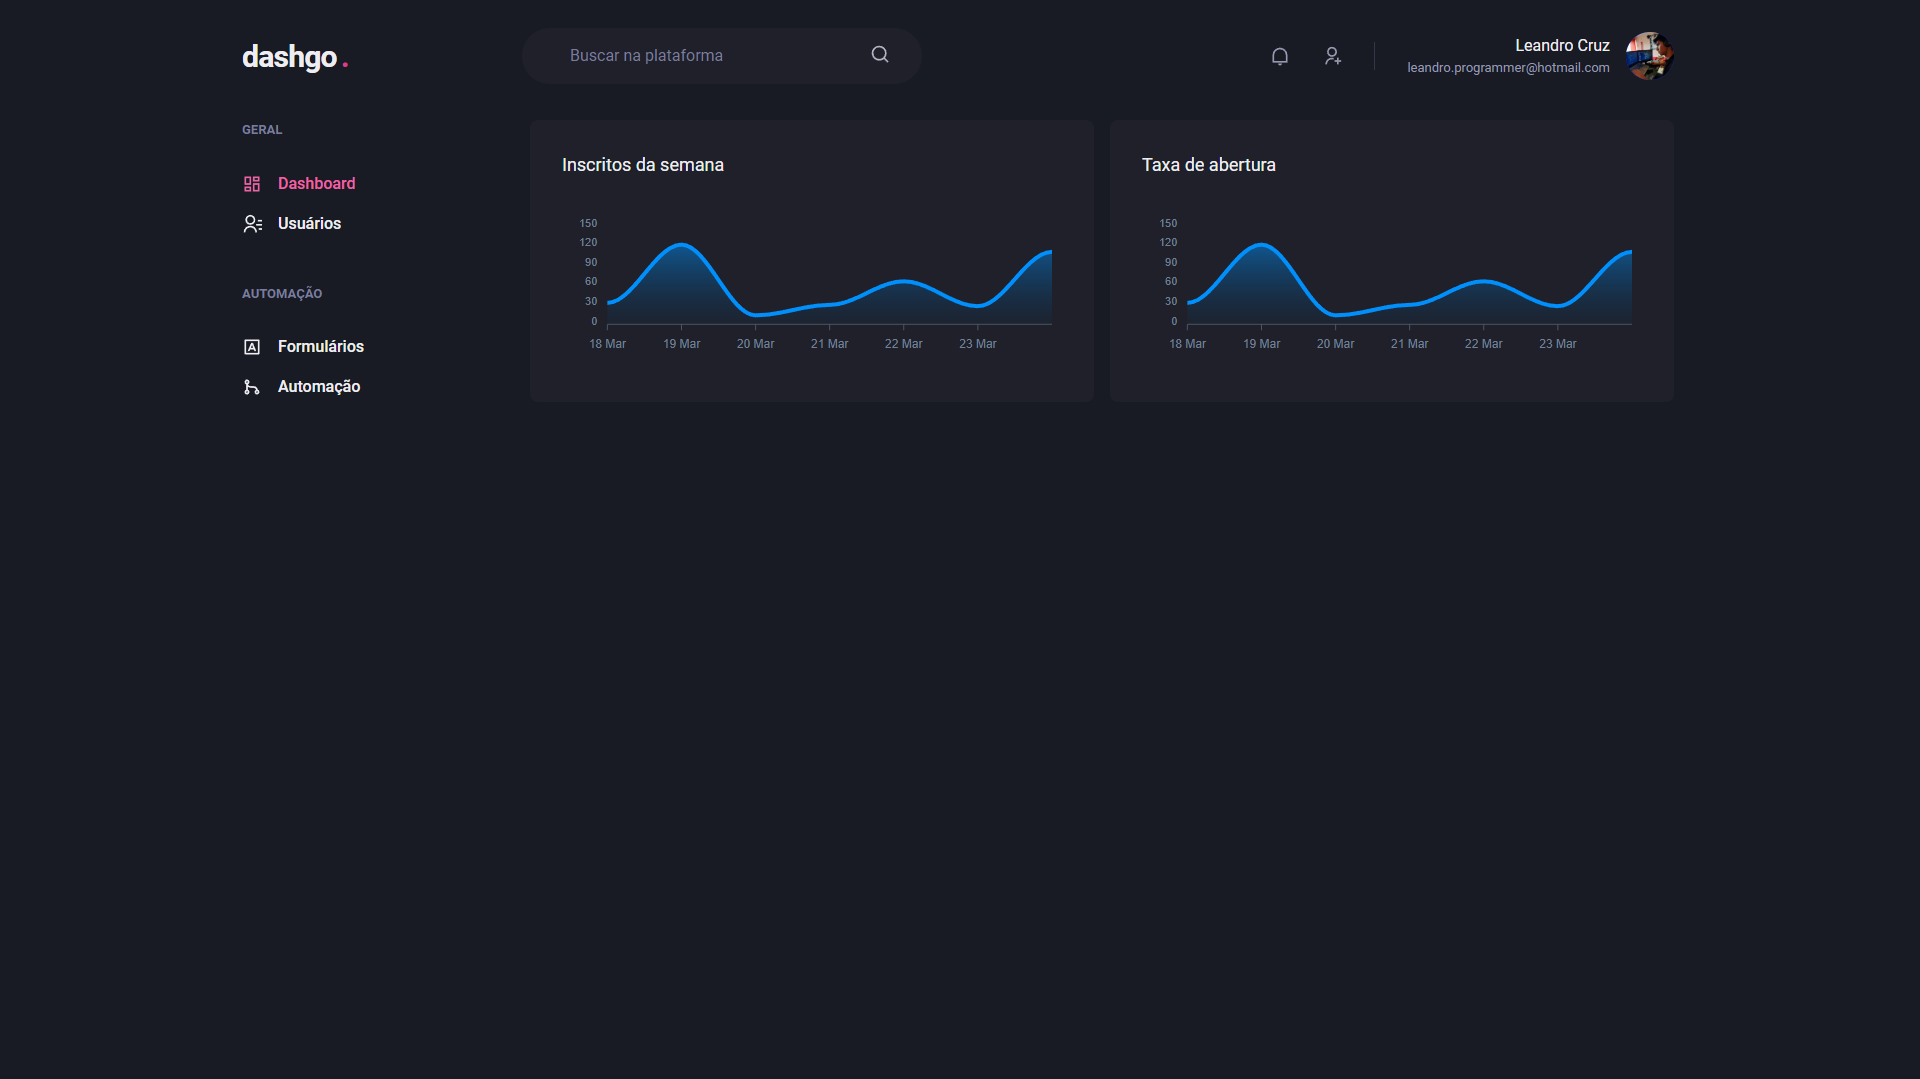 dashgo.
Buscar na plataforma
Leandro Cruz
leandro.programmer@hotmail.com
GERAL
Dashboard
Usuários
AUTOMAÇÃO
Formulários
Automação
Inscritos da semana
150
120
90
60
30
0
18 Mar 19 Mar 20 Mar 21 Mar 22 Mar 23 Mar
Taxa de abertura
150
120
90
60
30
0
18 Mar 19 Mar 20 Mar 21 Mar 22 Mar 23 Mar